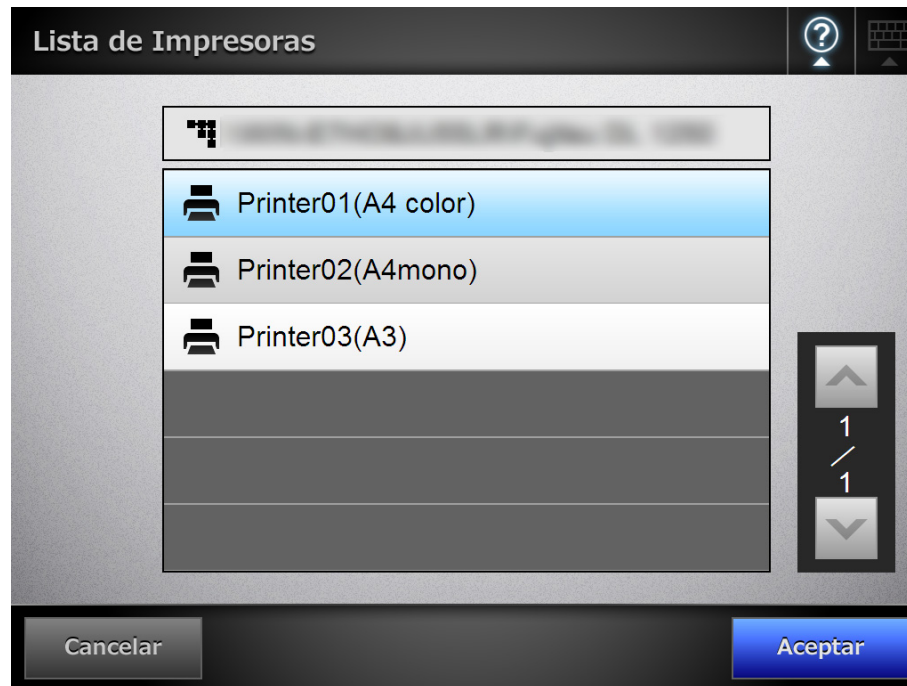 Lista de Impresoras
?
Printer01(A4 color)
Printer02(A4mono)
Printer03(A3)
1
/
1
Cancelar
Aceptar